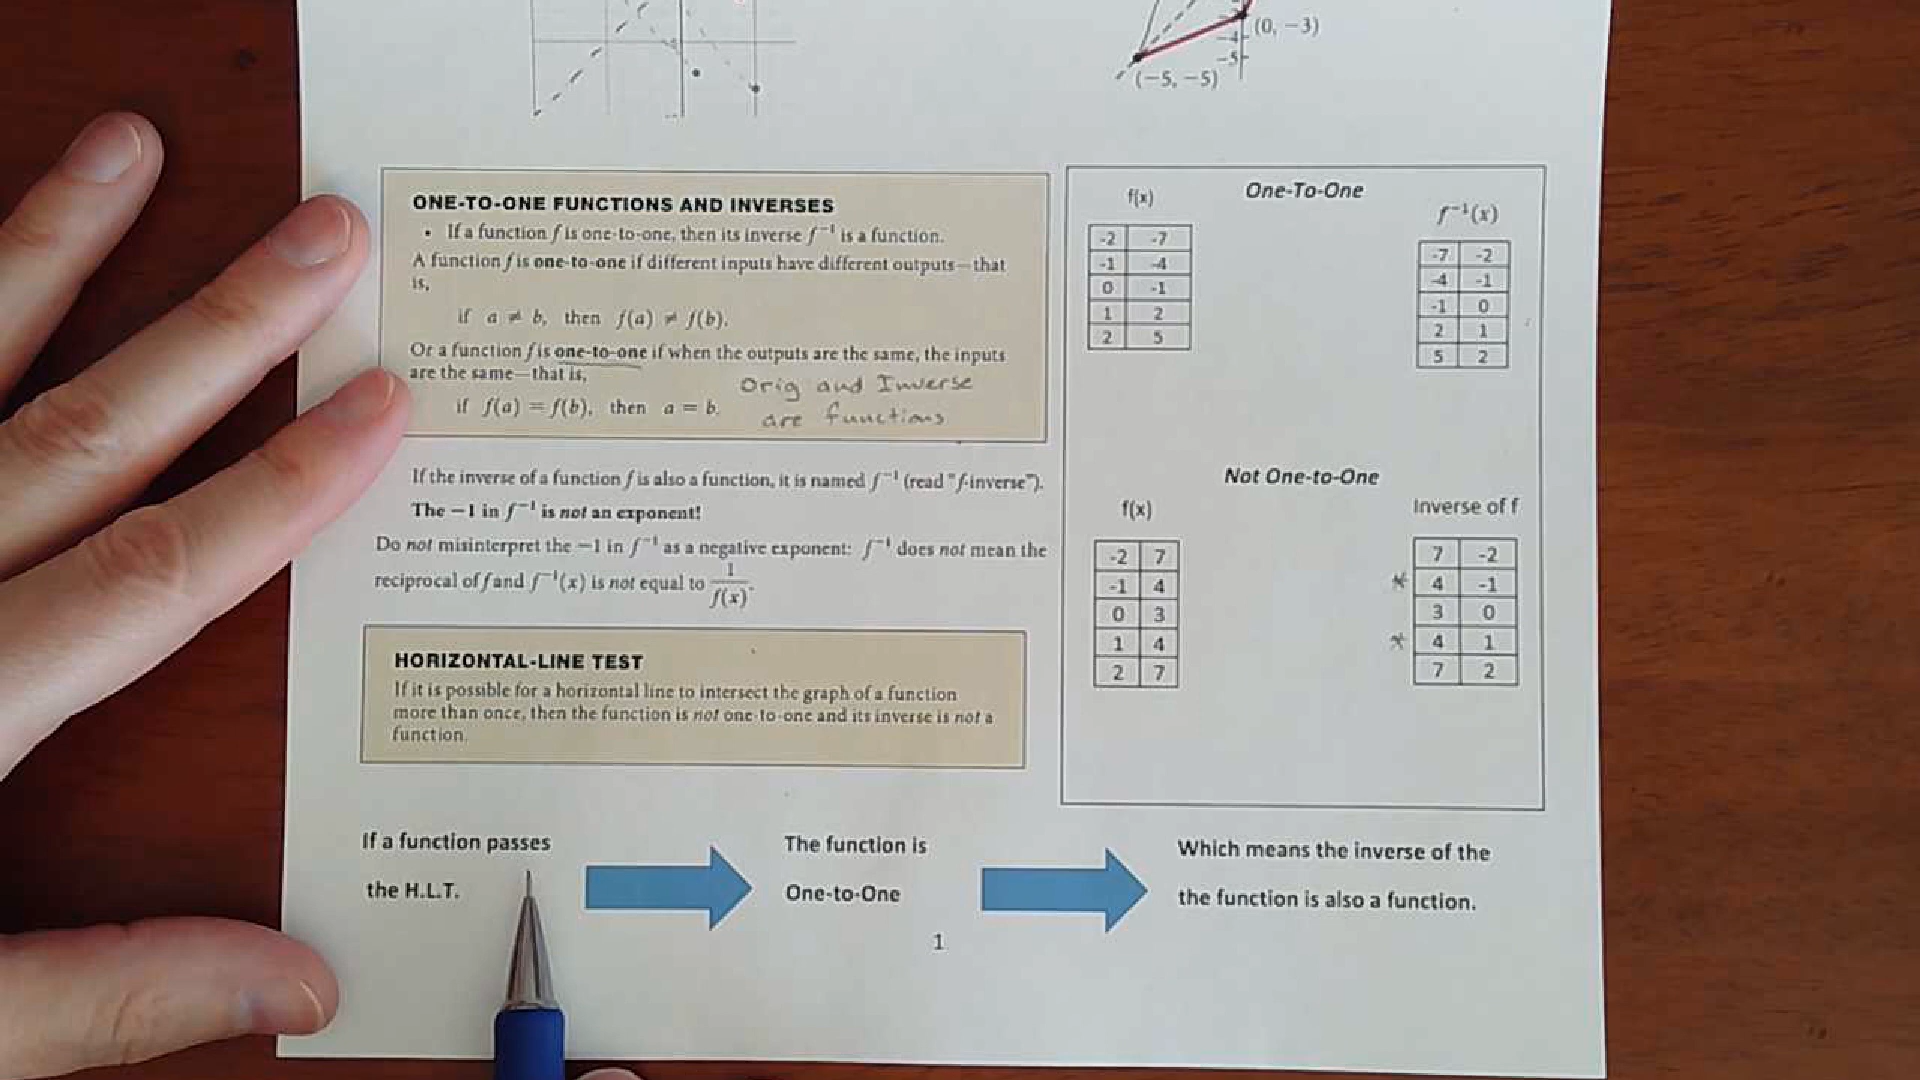 -4
(0, −3)
-5
(−5, −5)
ONE-TO-ONE FUNCTIONS AND INVERSES
• If a function f is one-to-one, then its inverse f⁻¹ is a function.
A function f is one-to-one if different inputs have different outputs—that
is,
if a ≠ b, then f(a) ≠ f(b).
Or a function f is one-to-one if when the outputs are the same, the inputs
are the same—that is,
if f(a) = f(b), then a = b.
Orig and Inverse
are functions
If the inverse of a function f is also a function, it is named f⁻¹ (read "f-inverse").
The −1 in f⁻¹ is not an exponent!
Do not misinterpret the −1 in f⁻¹ as a negative exponent: f⁻¹ does not mean the
reciprocal of f and f⁻¹(x) is not equal to 1/f(x).
HORIZONTAL-LINE TEST
If it is possible for a horizontal line to intersect the graph of a function
more than once, then the function is not one-to-one and its inverse is not a
function.
One-To-One
f(x)
-2 -7
-1 -4
0 -1
1 2
2 5
f⁻¹(x)
-7 -2
-4 -1
-1 0
2 1
5 2
Not One-to-One
f(x)
-2 7
-1 4
0 3
1 4
2 7
Inverse of f
7 -2
* 4 -1
3 0
* 4 1
7 2
If a function passes
the H.L.T.
The function is
One-to-One
Which means the inverse of the
the function is also a function.
1